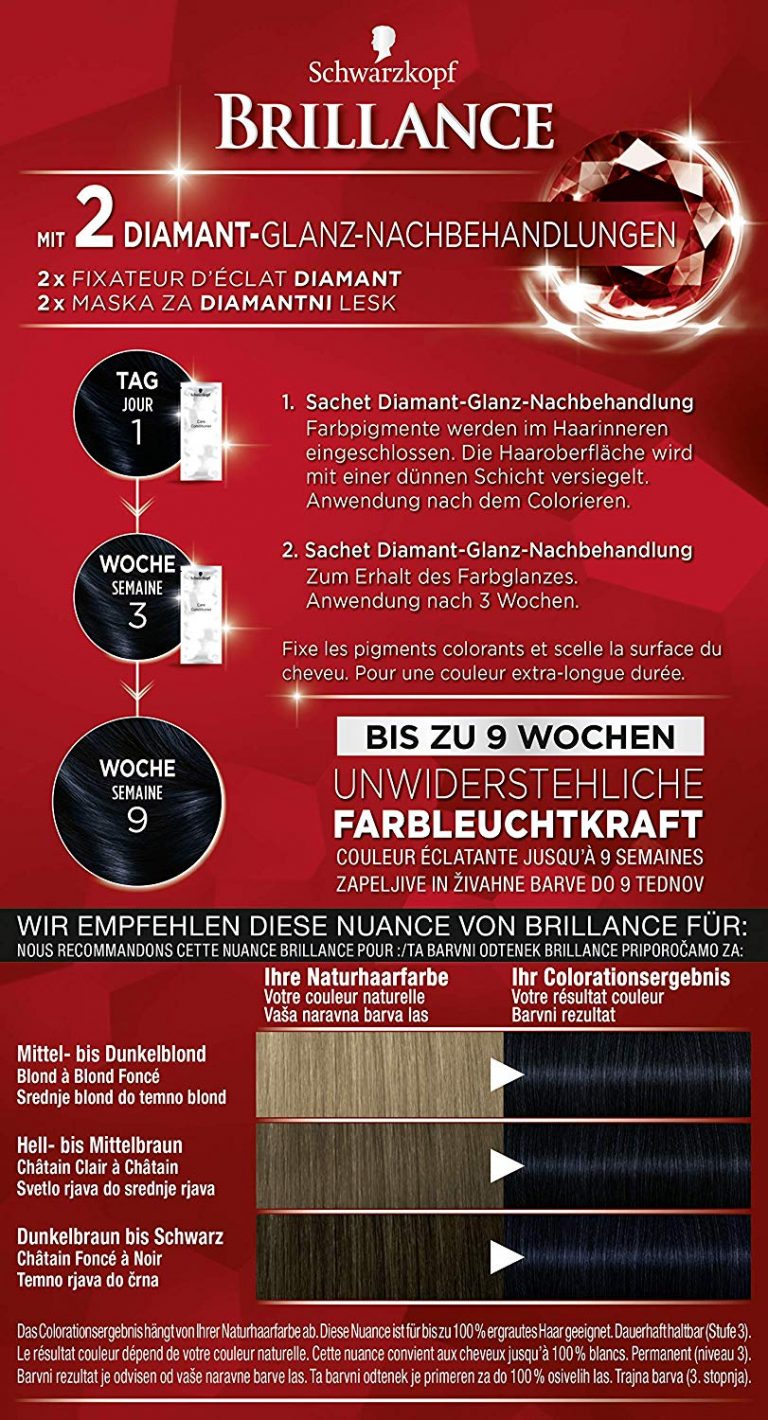 Schwarzkopf
BRILLANCE
MIT 2 DIAMANT-GLANZ-NACHBEHANDLUNGEN
2x FIXATEUR D'ÉCLAT DIAMANT
2x MASKA ZA DIAMANTNI LESK
TAG
JOUR
1
Schwarzkopf
Care
Conditioner
1. Sachet Diamant-Glanz-Nachbehandlung
Farbpigmente werden im Haarinneren
eingeschlossen. Die Haaroberfläche wird
mit einer dünnen Schicht versiegelt.
Anwendung nach dem Colorieren.
WOCHE
SEMAINE
3
Schwarzkopf
Care
Conditioner
2. Sachet Diamant-Glanz-Nachbehandlung
Zum Erhalt des Farbglanzes.
Anwendung nach 3 Wochen.
Fixe les pigments colorants et scelle la surface du
cheveu. Pour une couleur extra-longue durée.
WOCHE
SEMAINE
9
BIS ZU 9 WOCHEN
UNWIDERSTEHLICHE
FARBLEUCHTKRAFT
COULEUR ÉCLATANTE JUSQU'À 9 SEMAINES
ZAPELJIVE IN ŽIVAHNE BARVE DO 9 TEDNOV
WIR EMPFEHLEN DIESE NUANCE VON BRILLANCE FÜR:
NOUS RECOMMANDONS CETTE NUANCE BRILLANCE POUR :/TA BARVNI ODTENEK BRILLANCE PRIPOROČAMO ZA:
Ihre Naturhaarfarbe
Votre couleur naturelle
Vaša naravna barva las
Ihr Colorationsergebnis
Votre résultat couleur
Barvni rezultat
Mittel- bis Dunkelblond
Blond à Blond Foncé
Srednje blond do temno blond
Hell- bis Mittelbraun
Châtain Clair à Châtain
Svetlo rjava do srednje rjava
Dunkelbraun bis Schwarz
Châtain Foncé à Noir
Temno rjava do črna
Das Colorationsergebnis hängt von Ihrer Naturhaarfarbe ab. Diese Nuance ist für bis zu 100 % ergrautes Haar geeignet. Dauerhaft haltbar (Stufe 3).
Le résultat couleur dépend de votre couleur naturelle. Cette nuance convient aux cheveux jusqu'à 100 % blancs. Permanent (niveau 3).
Barvni rezultat je odvisen od vaše naravne barve las. Ta barvni odtenek je primeren za do 100 % osivelih las. Trajna barva (3. stopnja).